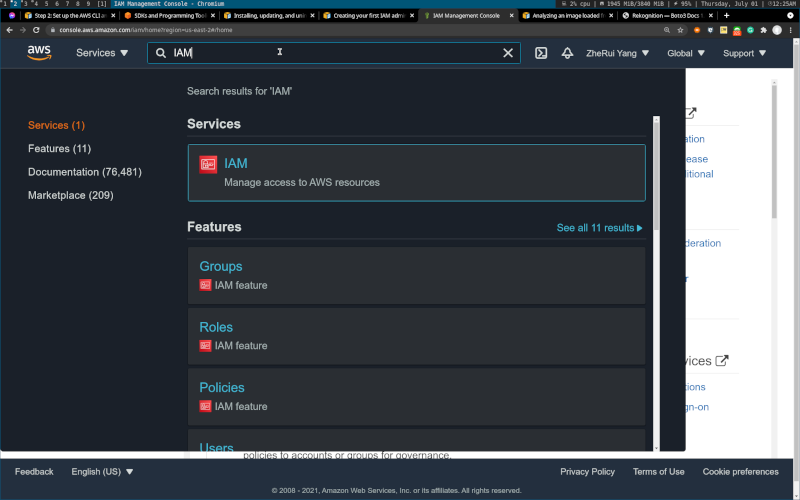 1 2 3 4 5 6 7 8 9 [1] IAM Management Console - Chromium 2% cpu | 1945 MiB/3840 MiB | 95% | Thursday, July 01 | 12:25AM
Step 2: Set up the AWS CLI a SDKs and Programming Tool Installing, updating, and uni Creating your first IAM admi IAM Management Console Analyzing an image loaded f Rekognition — Boto3 Docs
console.aws.amazon.com/iam/home?region=us-east-2#/home
aws Services IAM ZheRui Yang Global Support
Search results for 'IAM'
Services (1)
Features (11)
Documentation (76,481)
Marketplace (209)
Services
IAM
Manage access to AWS resources
Features See all 11 results
Groups
IAM feature
Roles
IAM feature
Policies
IAM feature
Users
ation
ease
ditional
deration
r
vices
tions
gn-on
policies to accounts or groups for governance.
Feedback English (US) Privacy Policy Terms of Use Cookie preferences
© 2008 - 2021, Amazon Web Services, Inc. or its affiliates. All rights reserved.